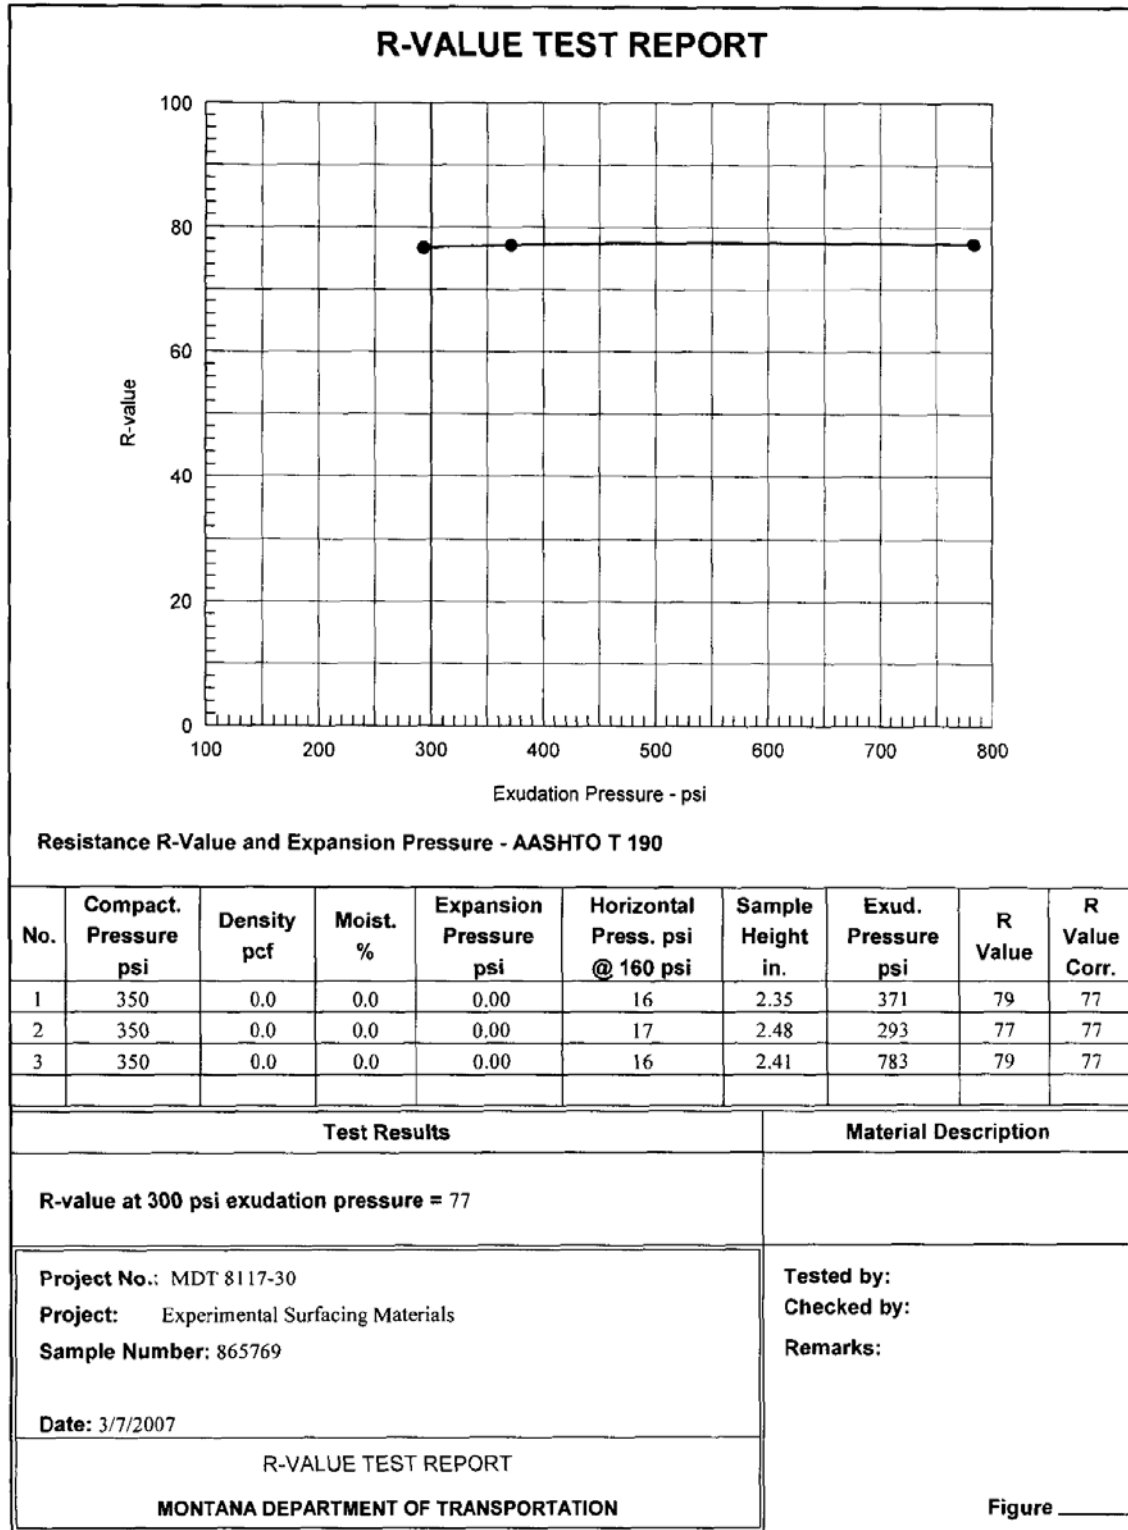 R-VALUE TEST REPORT
100
80
60
40
20
0
R-value
100 200 300 400 500 600 700 800
Exudation Pressure - psi
Resistance R-Value and Expansion Pressure - AASHTO T 190
No. Compact. Pressure psi Density pcf Moist. % Expansion Pressure psi Horizontal Press. psi @ 160 psi Sample Height in. Exud. Pressure psi R Value R Value Corr.
1 350 0.0 0.0 0.00 16 2.35 371 79 77
2 350 0.0 0.0 0.00 17 2.48 293 77 77
3 350 0.0 0.0 0.00 16 2.41 783 79 77
Test Results Material Description
R-value at 300 psi exudation pressure = 77
Project No.: MDT 8117-30
Project: Experimental Surfacing Materials
Sample Number: 865769
Date: 3/7/2007
R-VALUE TEST REPORT
MONTANA DEPARTMENT OF TRANSPORTATION
Tested by:
Checked by:
Remarks:
Figure ______